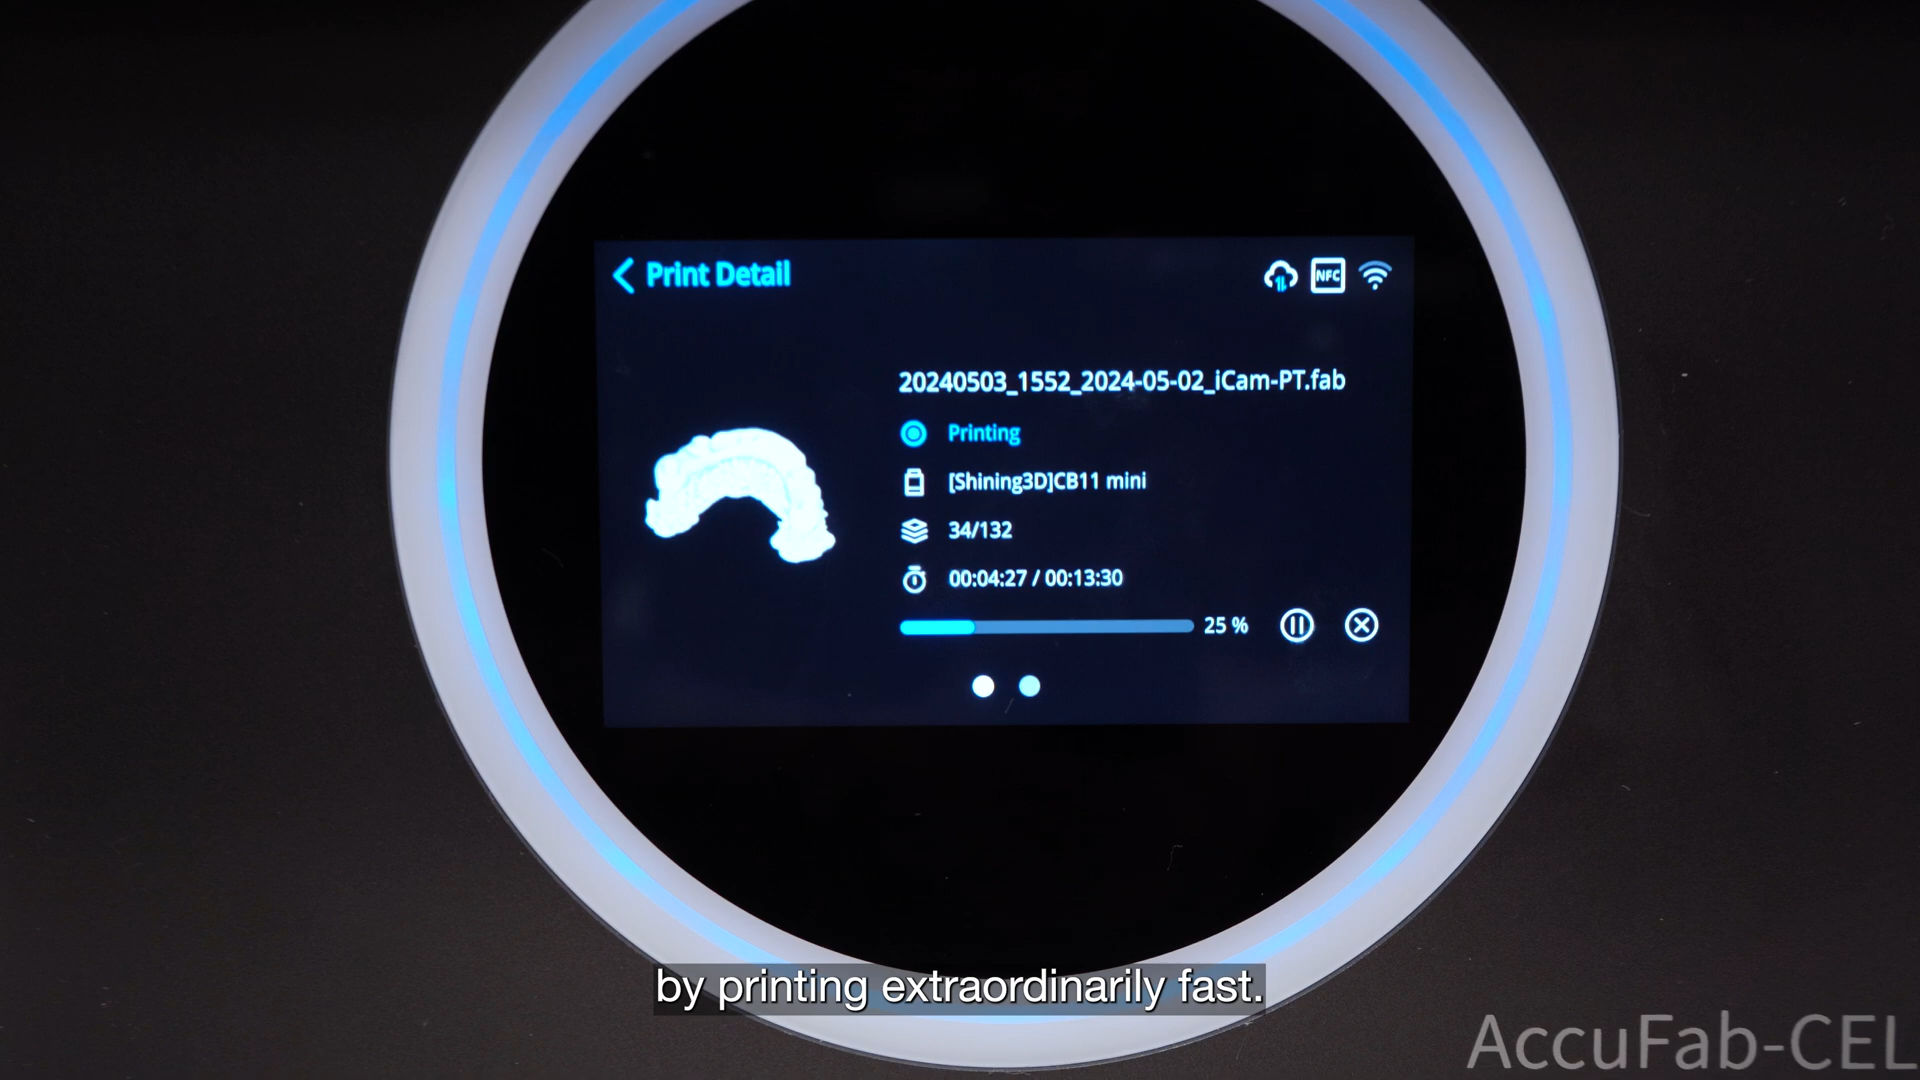 Print Detail
NFC
20240503_1552_2024-05-02_iCam-PT.fab
Printing
[Shining3D]CB11 mini
34/132
00:04:27 / 00:13:30
25 %
by printing extraordinarily fast.
AccuFab-CEL